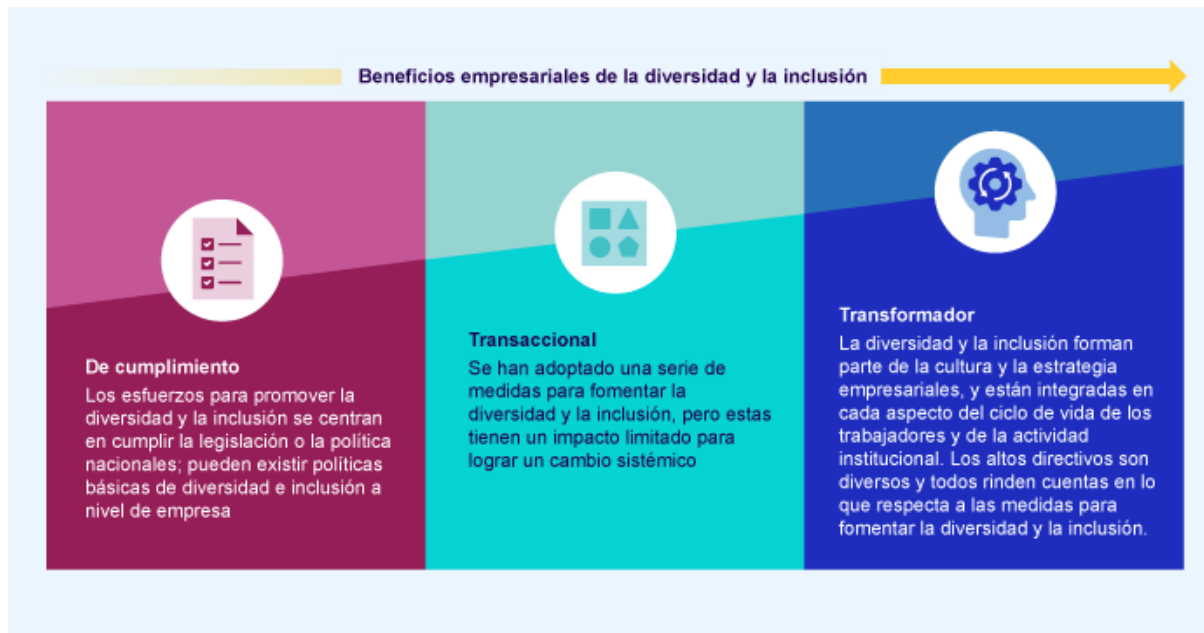 Beneficios empresariales de la diversidad y la inclusión
De cumplimiento
Los esfuerzos para promover la
diversidad y la inclusión se centran
en cumplir la legislación o la política
nacionales; pueden existir políticas
básicas de diversidad e inclusión a
nivel de empresa
Transaccional
Se han adoptado una serie de
medidas para fomentar la
diversidad y la inclusión, pero estas
tienen un impacto limitado para
lograr un cambio sistémico
Transformador
La diversidad y la inclusión forman
parte de la cultura y la estrategia
empresariales, y están integradas en
cada aspecto del ciclo de vida de los
trabajadores y de la actividad
institucional. Los altos directivos son
diversos y todos rinden cuentas en lo
que respecta a las medidas para
fomentar la diversidad y la inclusión.